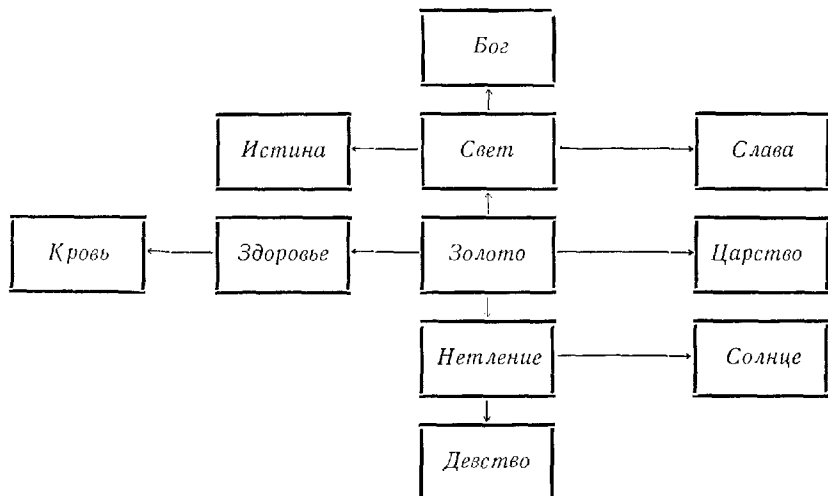 Бог
Истина Свет Слава
Кровь Здоровье Золото Царство
Нетление Солнце
Девство